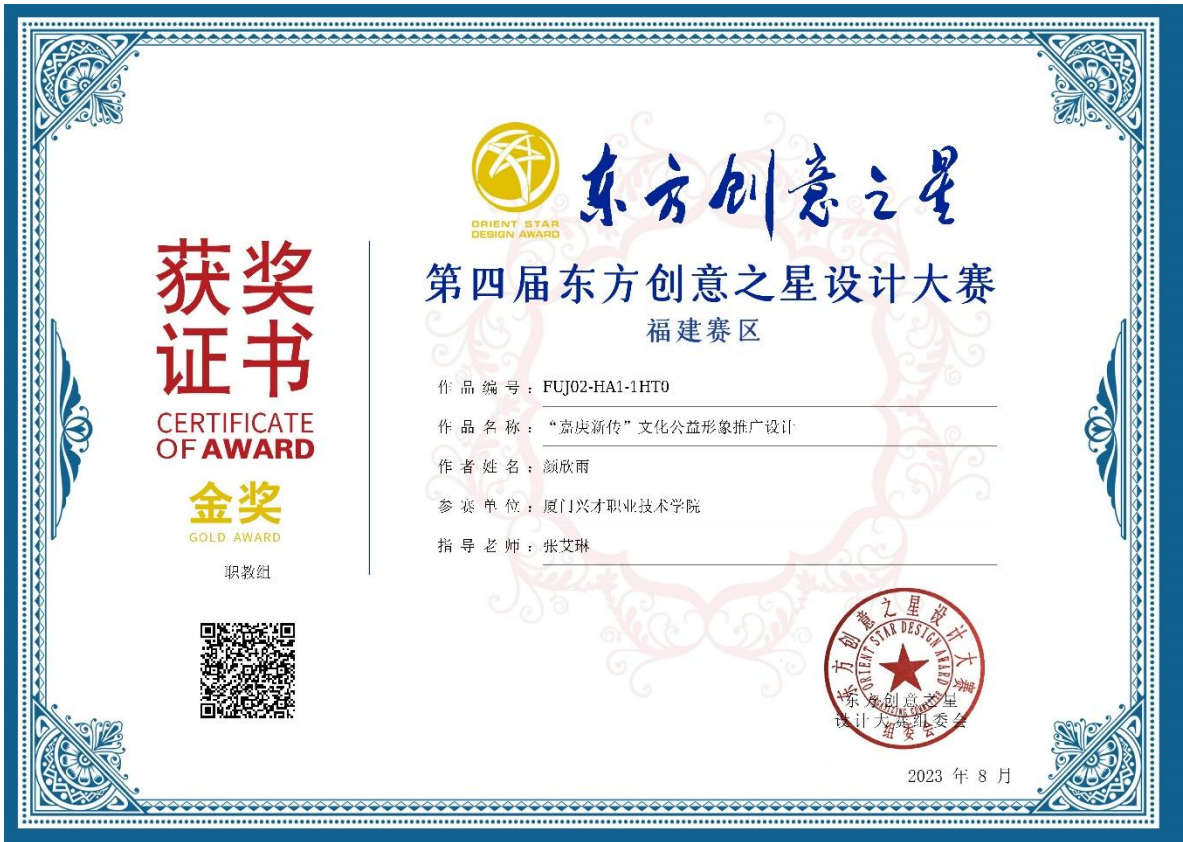 ORIENT STAR
DESIGN AWARD
东方创意之星
第四届东方创意之星设计大赛
福建赛区
获奖
证书
CERTIFICATE
OF AWARD
金奖
GOLD AWARD
职教组
作品编号：FUJ02-HA1-1HT0
作品名称：“嘉庚新传”文化公益形象推广设计
作者姓名：颜欣雨
参赛单位：厦门兴才职业技术学院
指导老师：张艾琳
东方创意之星设计大赛
ORIENT STAR DESIGN AWARD
组委会
东方创意之星
设计大赛组委会
2023 年 8 月